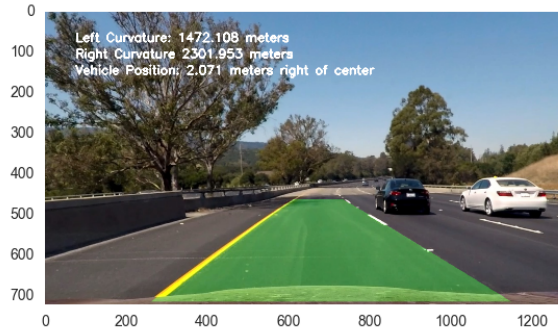 0
100
200
300
400
500
600
700
Left Curvature: 1472.108 meters
Right Curvature 2301.953 meters
Vehicle Position: 2.071 meters right of center
0 200 400 600 800 1000 1200